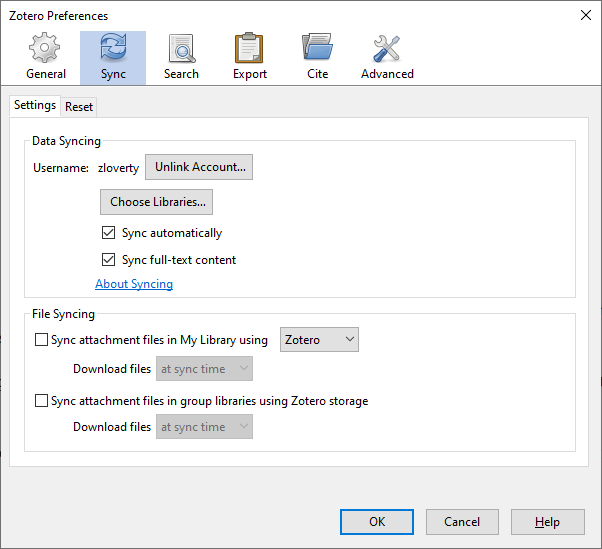 Zotero Preferences
General Sync Search Export Cite Advanced
Settings Reset
Data Syncing
Username: zloverty Unlink Account...
Choose Libraries...
Sync automatically
Sync full-text content
About Syncing
File Syncing
Sync attachment files in My Library using Zotero
Download files at sync time
Sync attachment files in group libraries using Zotero storage
Download files at sync time
OK Cancel Help